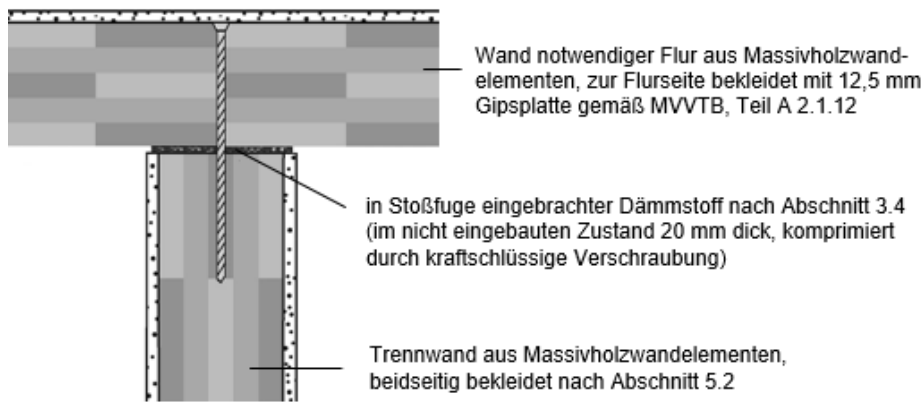 Wand notwendiger Flur aus Massivholzwand-
elementen, zur Flurseite bekleidet mit 12,5 mm
Gipsplatte gemäß MVVTB, Teil A 2.1.12
in Stoßfuge eingebrachter Dämmstoff nach Abschnitt 3.4
(im nicht eingebauten Zustand 20 mm dick, komprimiert
durch kraftschlüssige Verschraubung)
Trennwand aus Massivholzwandelementen,
beidseitig bekleidet nach Abschnitt 5.2